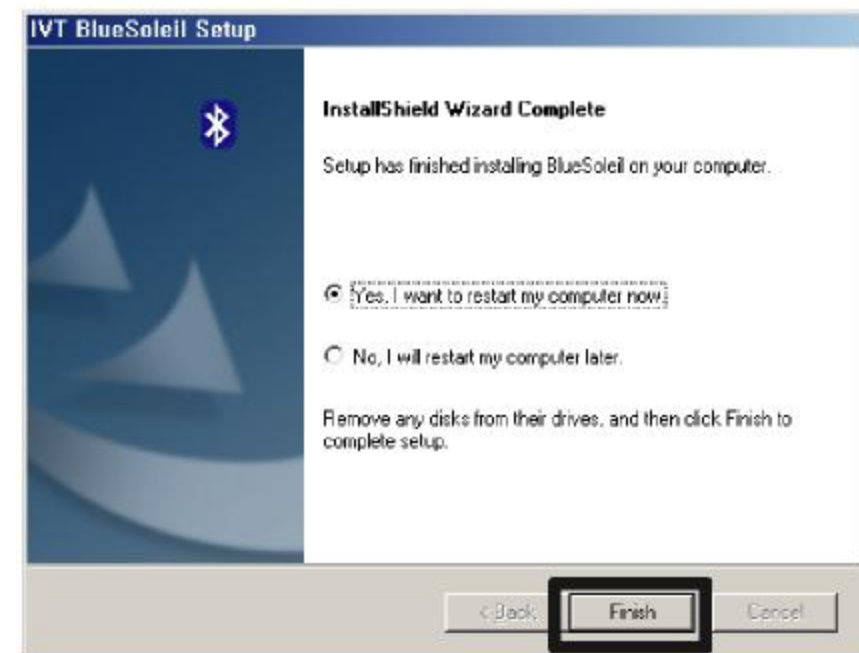 IVT BlueSoleil Setup
InstallShield Wizard Complete
Setup has finished installing BlueSoleil on your computer.
Yes, I want to restart my computer now.
No, I will restart my computer later.
Remove any disks from their drives, and then click Finish to
complete setup.
< Back
Finish
Cancel